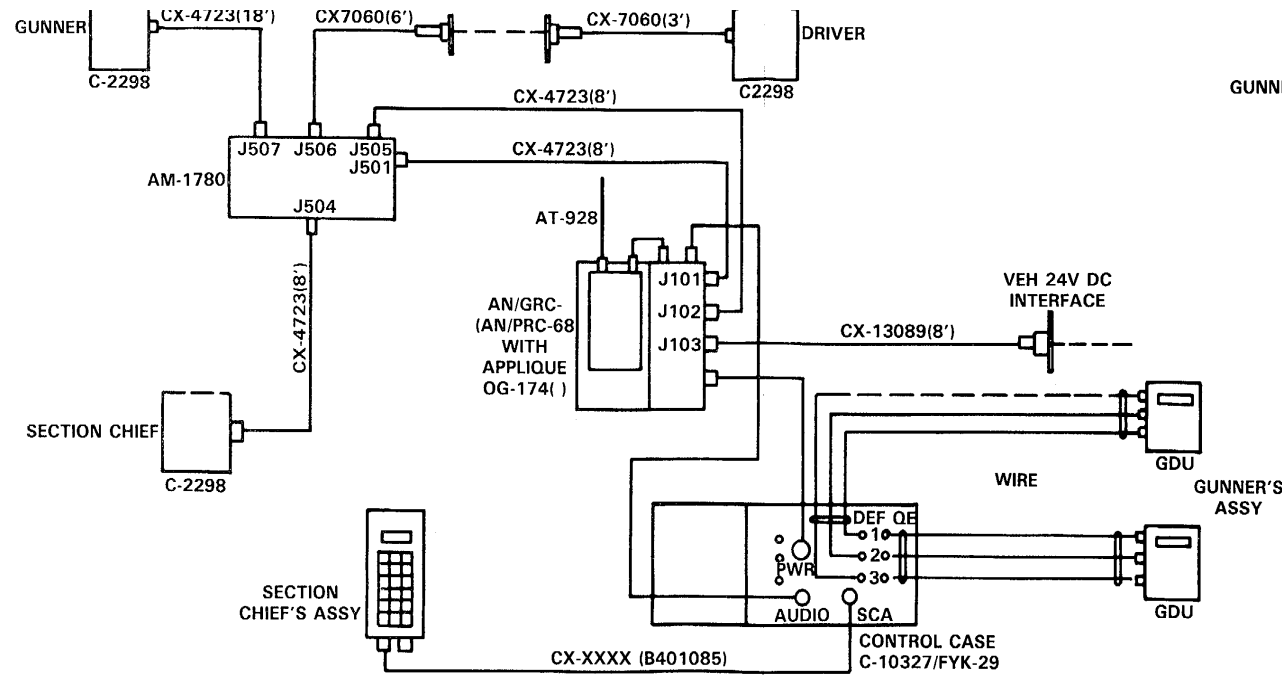 CX-4723(18')
CX7060(6')
CX-7060(3')
GUNNER
DRIVER
C-2298
C2298
GUNN
CX-4723(8')
J507 J506 J505
J501
CX-4723(8')
AM-1780
J504
AT-928
CX-4723(8')
J101
J102
J103
AN/GRC-
(AN/PRC-68
WITH
APPLIQUE
OG-174( )
VEH 24V DC
INTERFACE
CX-13089(8')
SECTION CHIEF
C-2298
GDU
WIRE
GUNNER'S
ASSY
DEF QE
1
2
3
PWR
AUDIO SCA
GDU
SECTION
CHIEF'S ASSY
CONTROL CASE
C-10327/FYK-29
CX-XXXX (B401085)